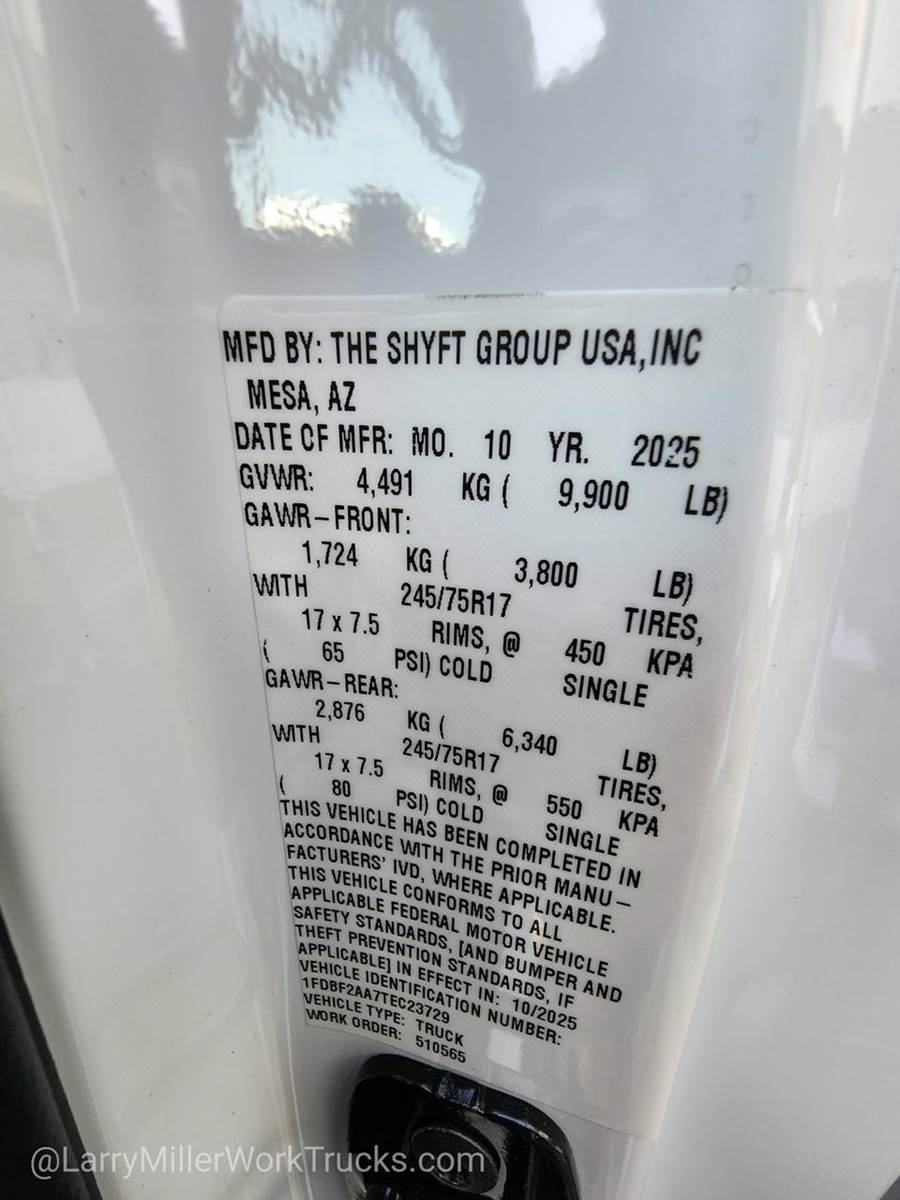 MFD BY: THE SHYFT GROUP USA,INC
MESA, AZ
DATE OF MFR: MO. 10 YR. 2025
GVWR: 4,491 KG ( 9,900 LB)
GAWR-FRONT:
1,724 KG ( 3,800 LB)
WITH 245/75R17 TIRES,
17 x 7.5 RIMS, @ 450 KPA
( 65 PSI) COLD SINGLE
GAWR-REAR:
2,876 KG ( 6,340 LB)
WITH 245/75R17 TIRES,
17 x 7.5 RIMS, @ 550 KPA
( 80 PSI) COLD SINGLE
THIS VEHICLE HAS BEEN COMPLETED IN
ACCORDANCE WITH THE PRIOR MANU-
FACTURERS' IVD, WHERE APPLICABLE.
THIS VEHICLE CONFORMS TO ALL
APPLICABLE FEDERAL MOTOR VEHICLE
SAFETY STANDARDS, [AND BUMPER AND
THEFT PREVENTION STANDARDS, IF
APPLICABLE] IN EFFECT IN: 10/2025
VEHICLE IDENTIFICATION NUMBER:
1FDBF2AA7TEC23729
VEHICLE TYPE: TRUCK
WORK ORDER: 510565
@LarryMillerWorkTrucks.com